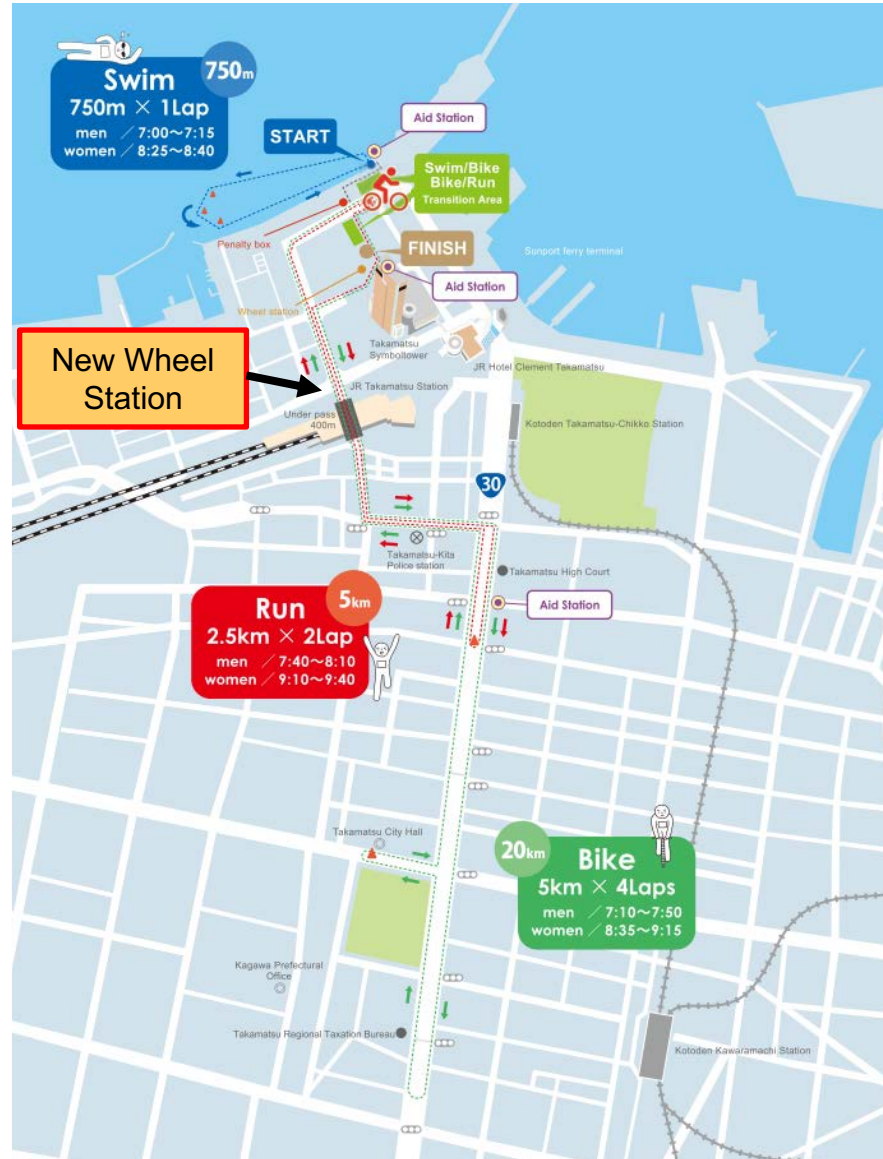 Swim
750m
750m × 1Lap
men / 7:00～7:15
women / 8:25～8:40
START
Aid Station
Swim/Bike
Bike/Run
Transition Area
Penalty box
FINISH
Sunport ferry terminal
Aid Station
Wheel station
Takamatsu
Symboltower
New Wheel
Station
JR Hotel Clement Takamatsu
JR Takamatsu Station
Under pass
400m
Kotoden Takamatsu-Chikko Station
30
Takamatsu-Kita
Police station
Takamatsu High Court
Aid Station
Run
5km
2.5km × 2Lap
men / 7:40～8:10
women / 9:10～9:40
Takamatsu City Hall
20km
Bike
5km × 4Laps
men / 7:10～7:50
women / 8:35～9:15
Kagawa Prefectural
Office
Takamatsu Regional Taxation Bureau
Kotoden Kawaramachi Station